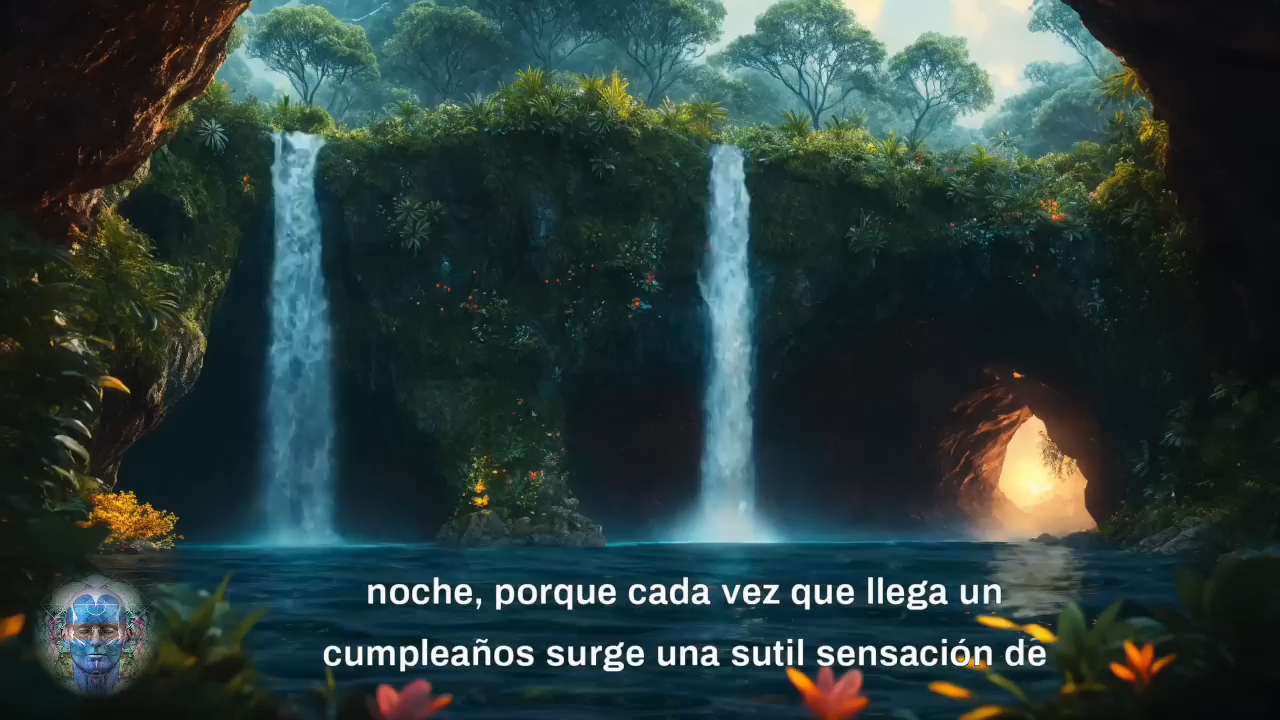 noche, porque cada vez que llega un
cumpleaños surge una sutil sensación de